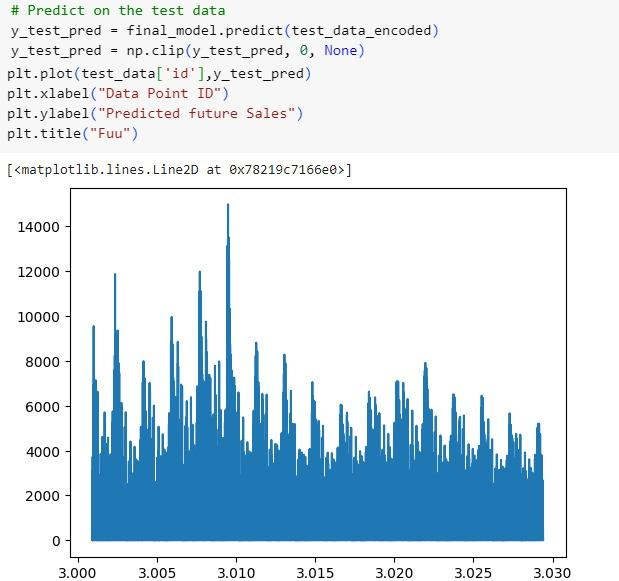 # Predict on the test data
y_test_pred = final_model.predict(test_data_encoded)
y_test_pred = np.clip(y_test_pred, 0, None)
plt.plot(test_data['id'],y_test_pred)
plt.xlabel("Data Point ID")
plt.ylabel("Predicted future Sales")
plt.title("Fuu")
[<matplotlib.lines.Line2D at 0x78219c7166e0>]
14000
12000
10000
8000
6000
4000
2000
0
3.000 3.005 3.010 3.015 3.020 3.025 3.030